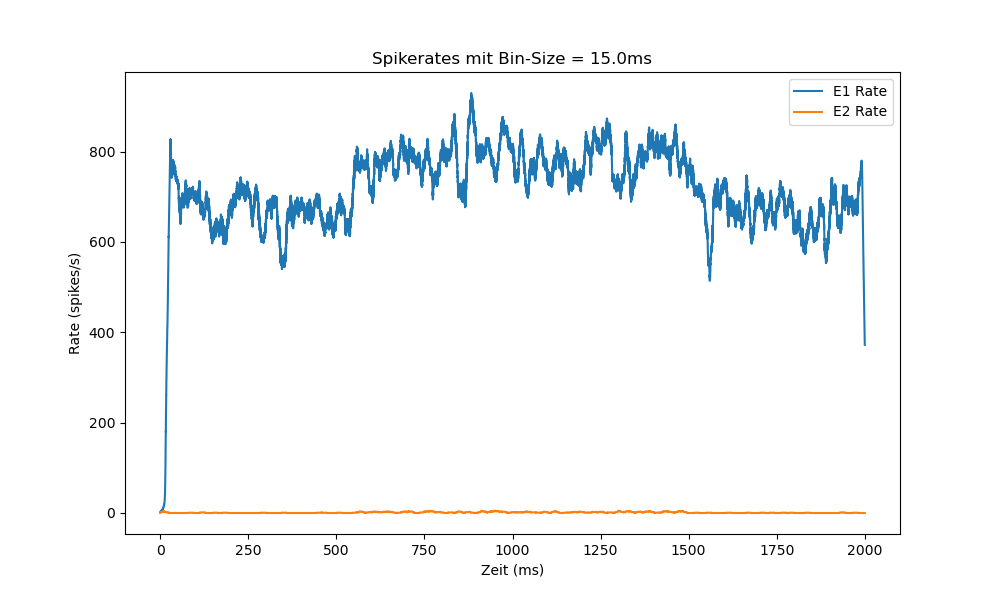 Spikerates mit Bin-Size = 15.0ms
E1 Rate
E2 Rate
800
600
400
200
0
Rate (spikes/s)
0 250 500 750 1000 1250 1500 1750 2000
Zeit (ms)